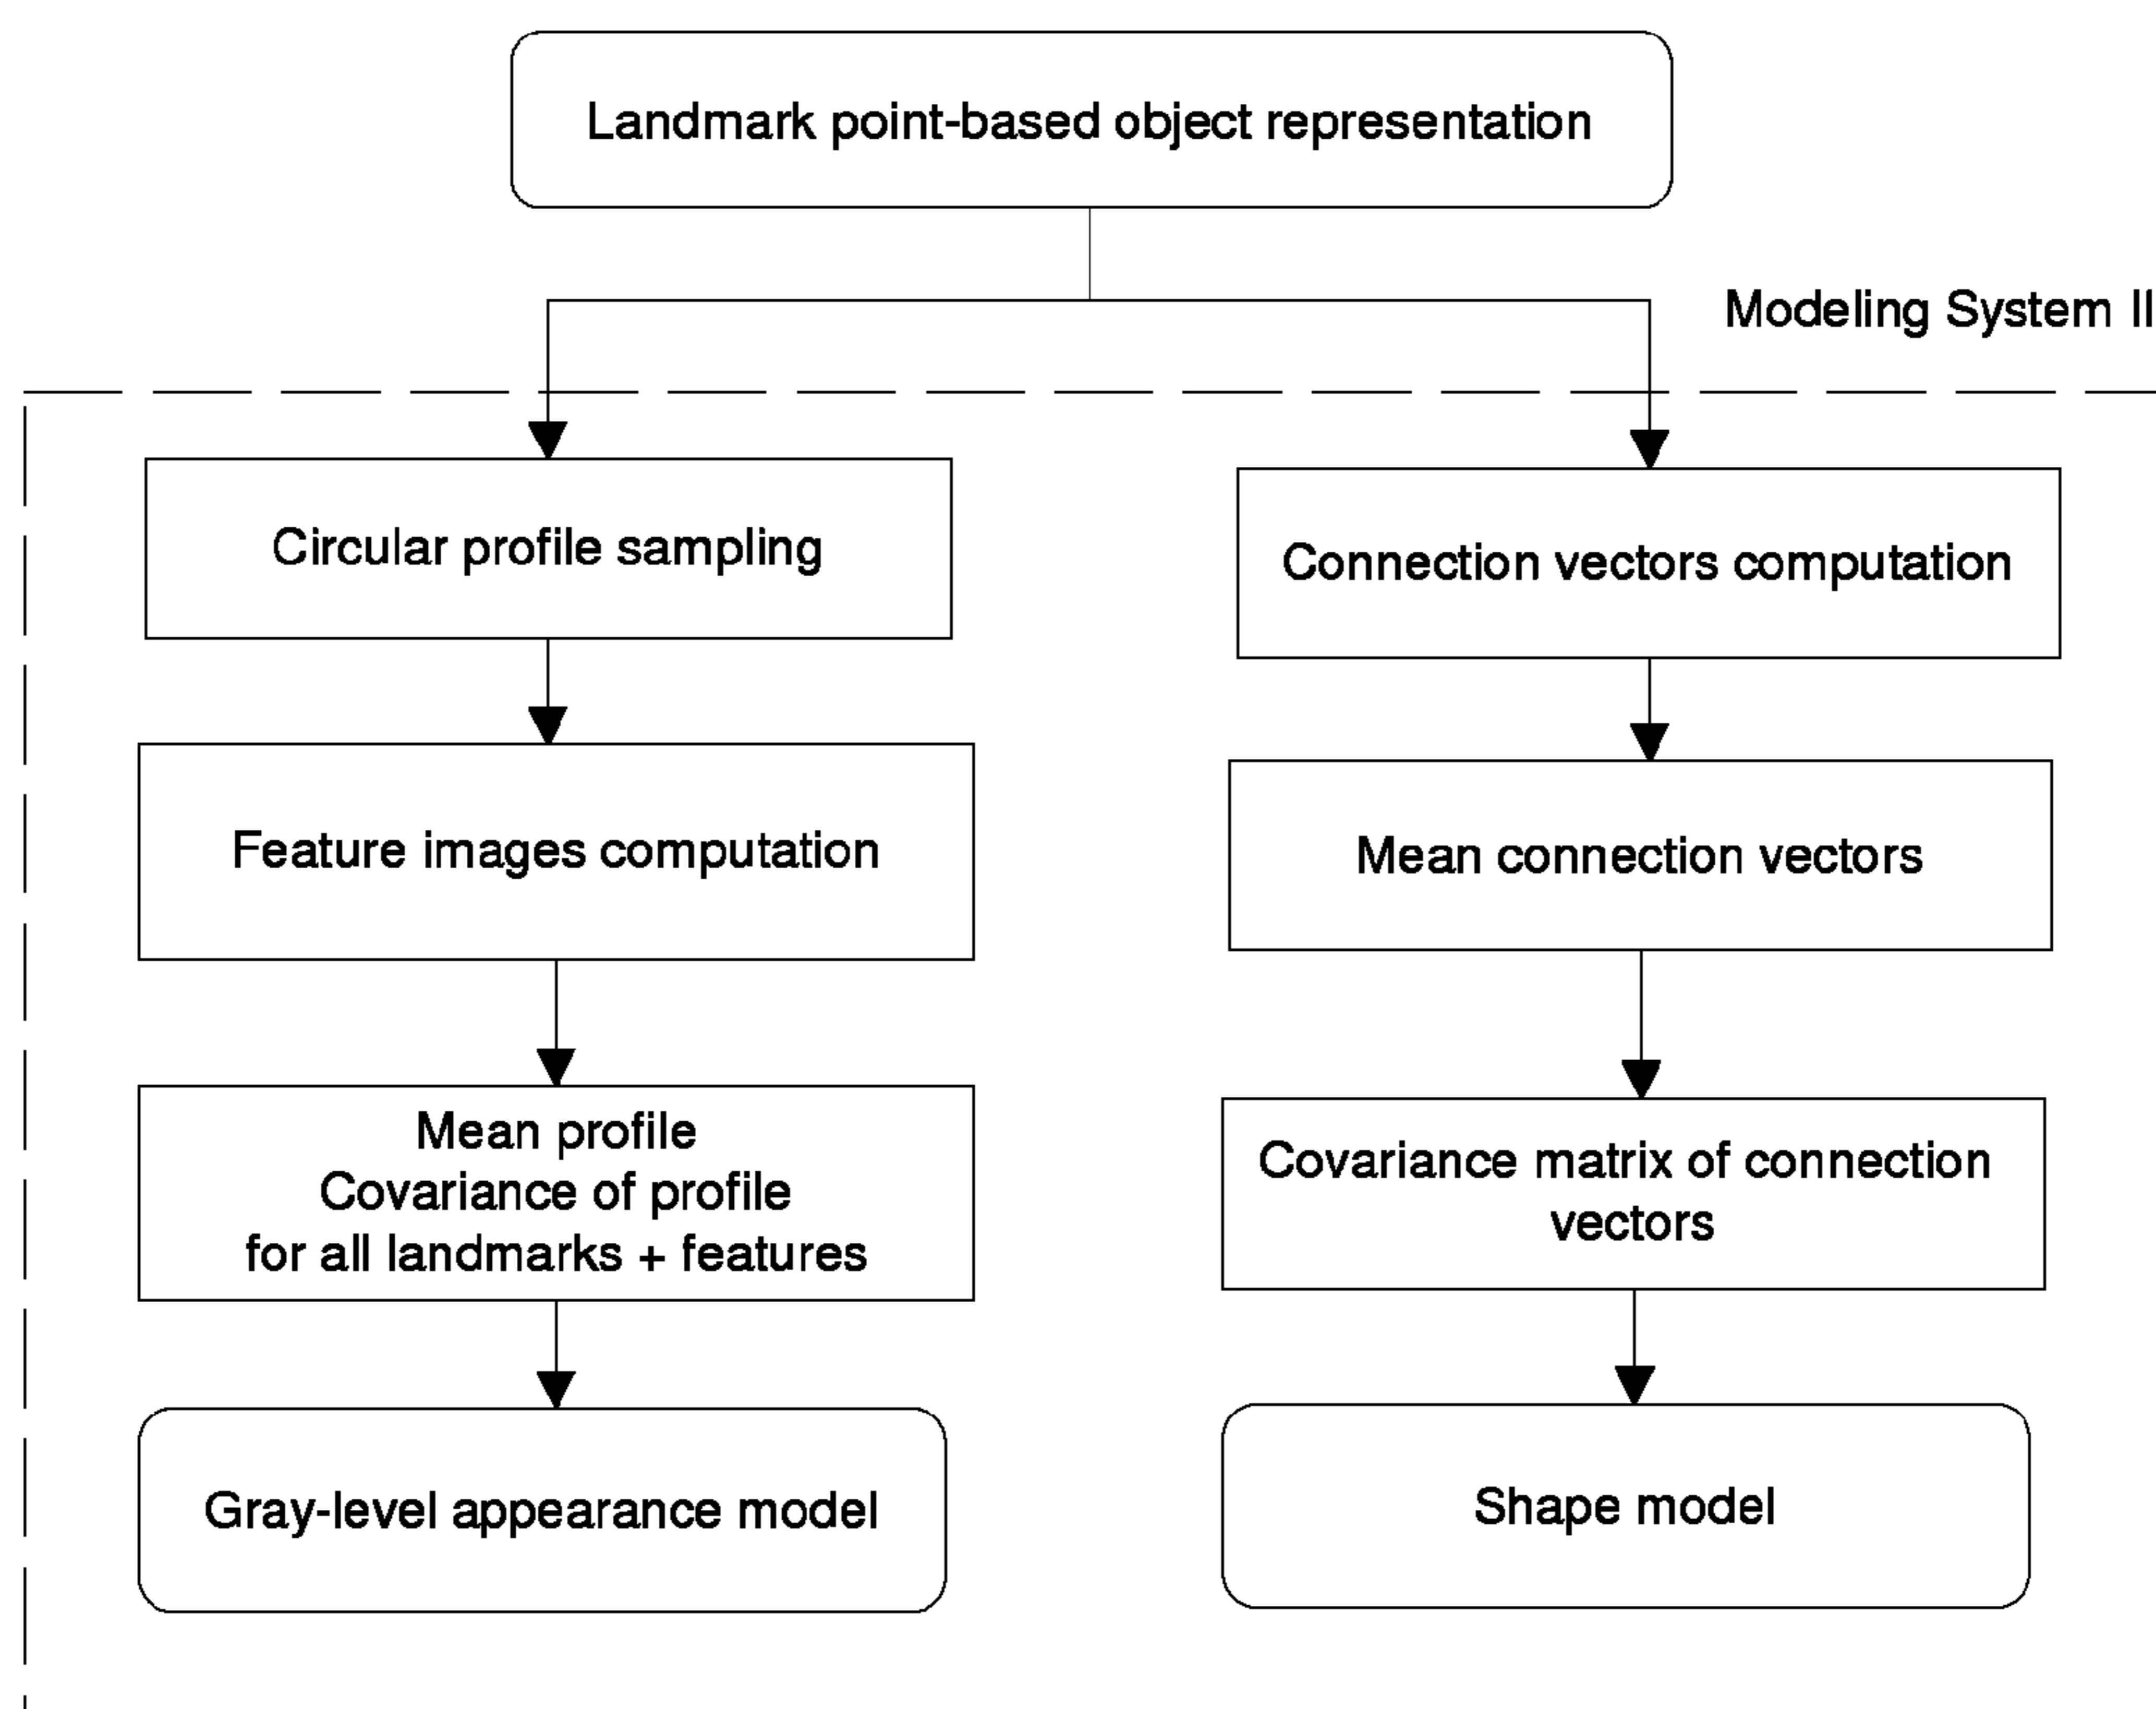 Landmark point-based object representation
Modeling System II
Circular profile sampling
Connection vectors computation
Feature images computation
Mean connection vectors
Mean profile
Covariance of profile
for all landmarks + features
Covariance matrix of connection
vectors
Gray-level appearance model
Shape model